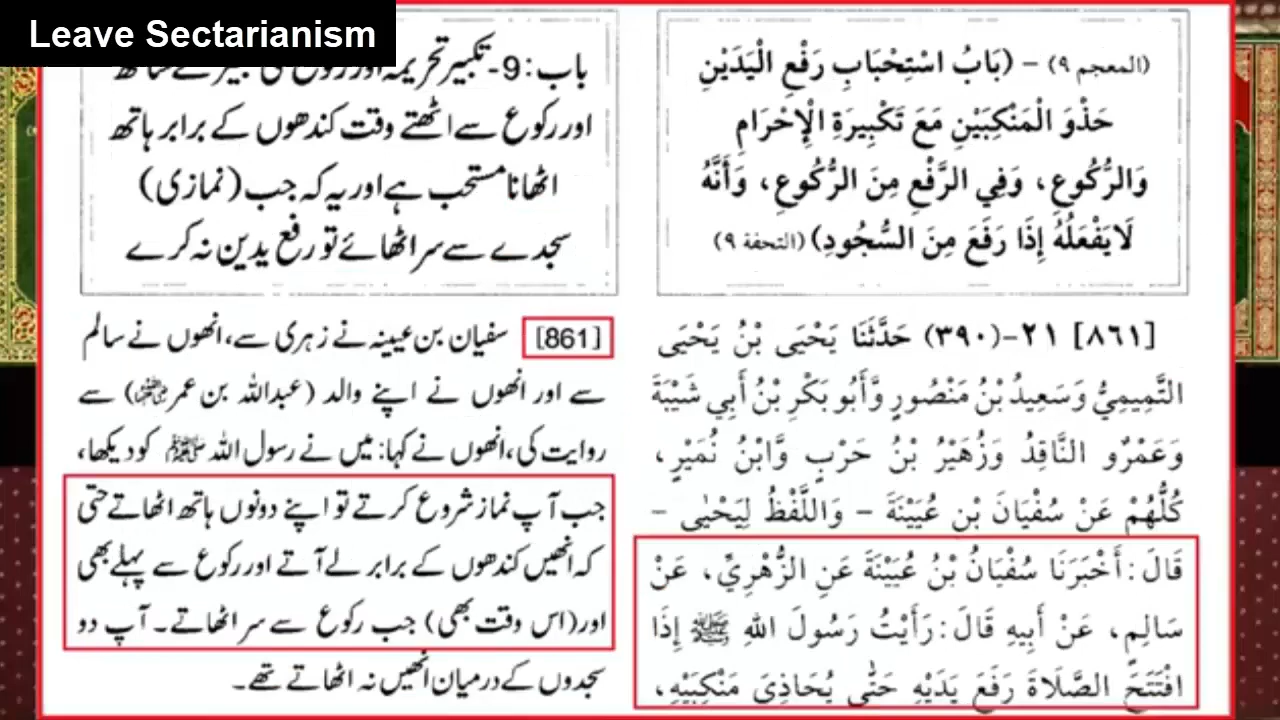 Leave Sectarianism
(المعجم ٩) - (بَابُ اسْتِحْبَابِ رَفْعِ الْيَدَيْنِ
حَذْوَ الْمَنْكِبَيْنِ مَعَ تَكْبِيرَةِ الْإِحْرَامِ
وَالرُّكُوعِ، وَفِي الرَّفْعِ مِنَ الرُّكُوعِ، وَأَنَّهُ
لَا يَفْعَلُهُ إِذَا رَفَعَ مِنَ السُّجُودِ) (التحفة ٩)
[٨٦١] ٢١-(٣٩٠) حَدَّثَنَا يَحْيَى بْنُ يَحْيَى
التَّمِيمِيُّ وَسَعِيدُ بْنُ مَنْصُورٍ وَّأَبُو بَكْرِ بْنُ أَبِي شَيْبَةَ
وَعَمْرٌو النَّاقِدُ وَزُهَيْرُ بْنُ حَرْبٍ وَّابْنُ نُمَيْرٍ،
كُلُّهُمْ عَنْ سُفْيَانَ بْنِ عُيَيْنَةَ - وَاللَّفْظُ لِيَحْيٰى -
قَالَ: أَخْبَرَنَا سُفْيَانُ بْنُ عُيَيْنَةَ عَنِ الزُّهْرِيِّ، عَنْ
سَالِمٍ، عَنْ أَبِيهِ قَالَ: رَأَيْتُ رَسُولَ اللهِ ﷺ إِذَا
افْتَتَحَ الصَّلَاةَ رَفَعَ يَدَيْهِ حَتّٰى يُحَاذِيَ مَنْكِبَيْهِ،
باب: 9- تکبیر تحریمہ اور رکوع کی تکبیر کے ساتھ
اور رکوع سے اٹھتے وقت کندھوں کے برابر ہاتھ
اٹھانا مستحب ہے اور یہ کہ جب (نمازی)
سجدے سے سر اٹھائے تو رفع یدین نہ کرے
[861] سفیان بن عیینہ نے زہری سے، انھوں نے سالم
سے اور انھوں نے اپنے والد (عبداللہ بن عمر) سے
روایت کی، انھوں نے کہا: میں نے رسول اللہ ﷺ کو دیکھا،
جب آپ نماز شروع کرتے تو اپنے دونوں ہاتھ اٹھاتے حتی
کہ انھیں کندھوں کے برابر لے آتے اور رکوع سے پہلے بھی
اور (اس وقت بھی) جب رکوع سے سر اٹھاتے۔ آپ دو
سجدوں کے درمیان انھیں نہ اٹھاتے تھے۔